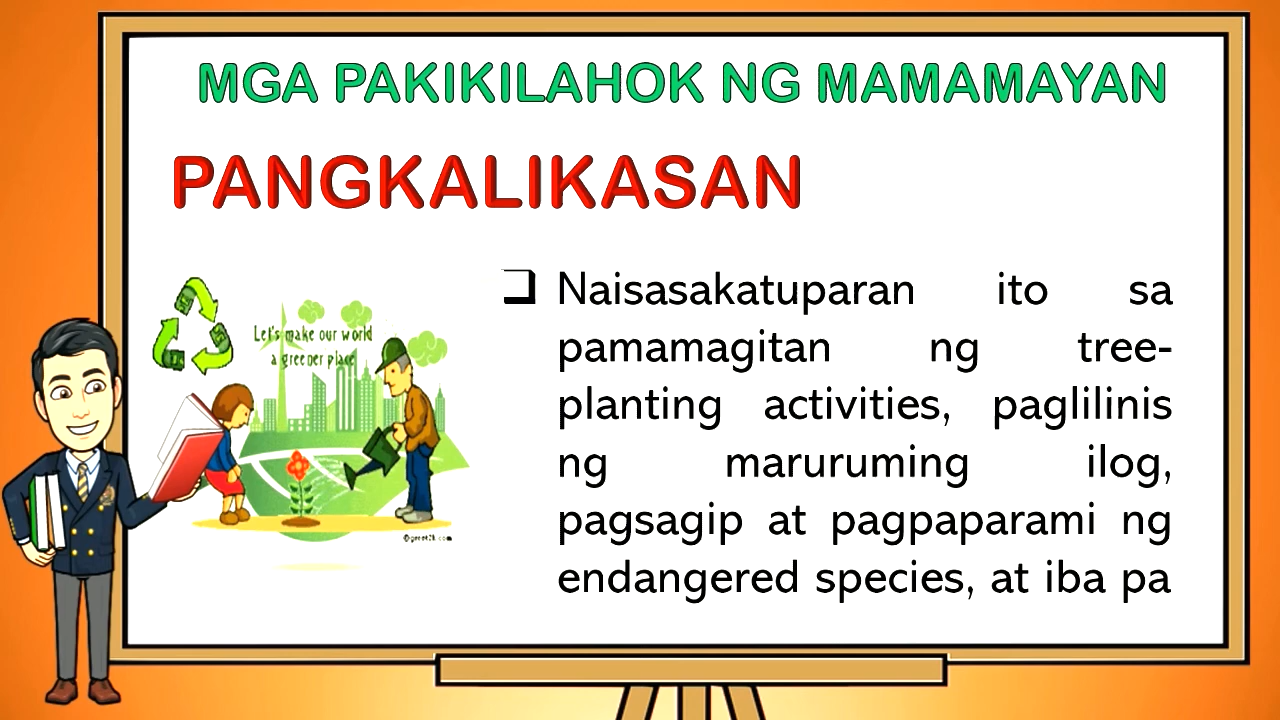 MGA PAKIKILAHOK NG MAMAMAYAN
PANGKALIKASAN
Let's make our world
a greener place
❑ Naisasakatuparan ito sa
pamamagitan ng tree-
planting activities, paglilinis
ng maruruming ilog,
pagsagip at pagpaparami ng
endangered species, at iba pa